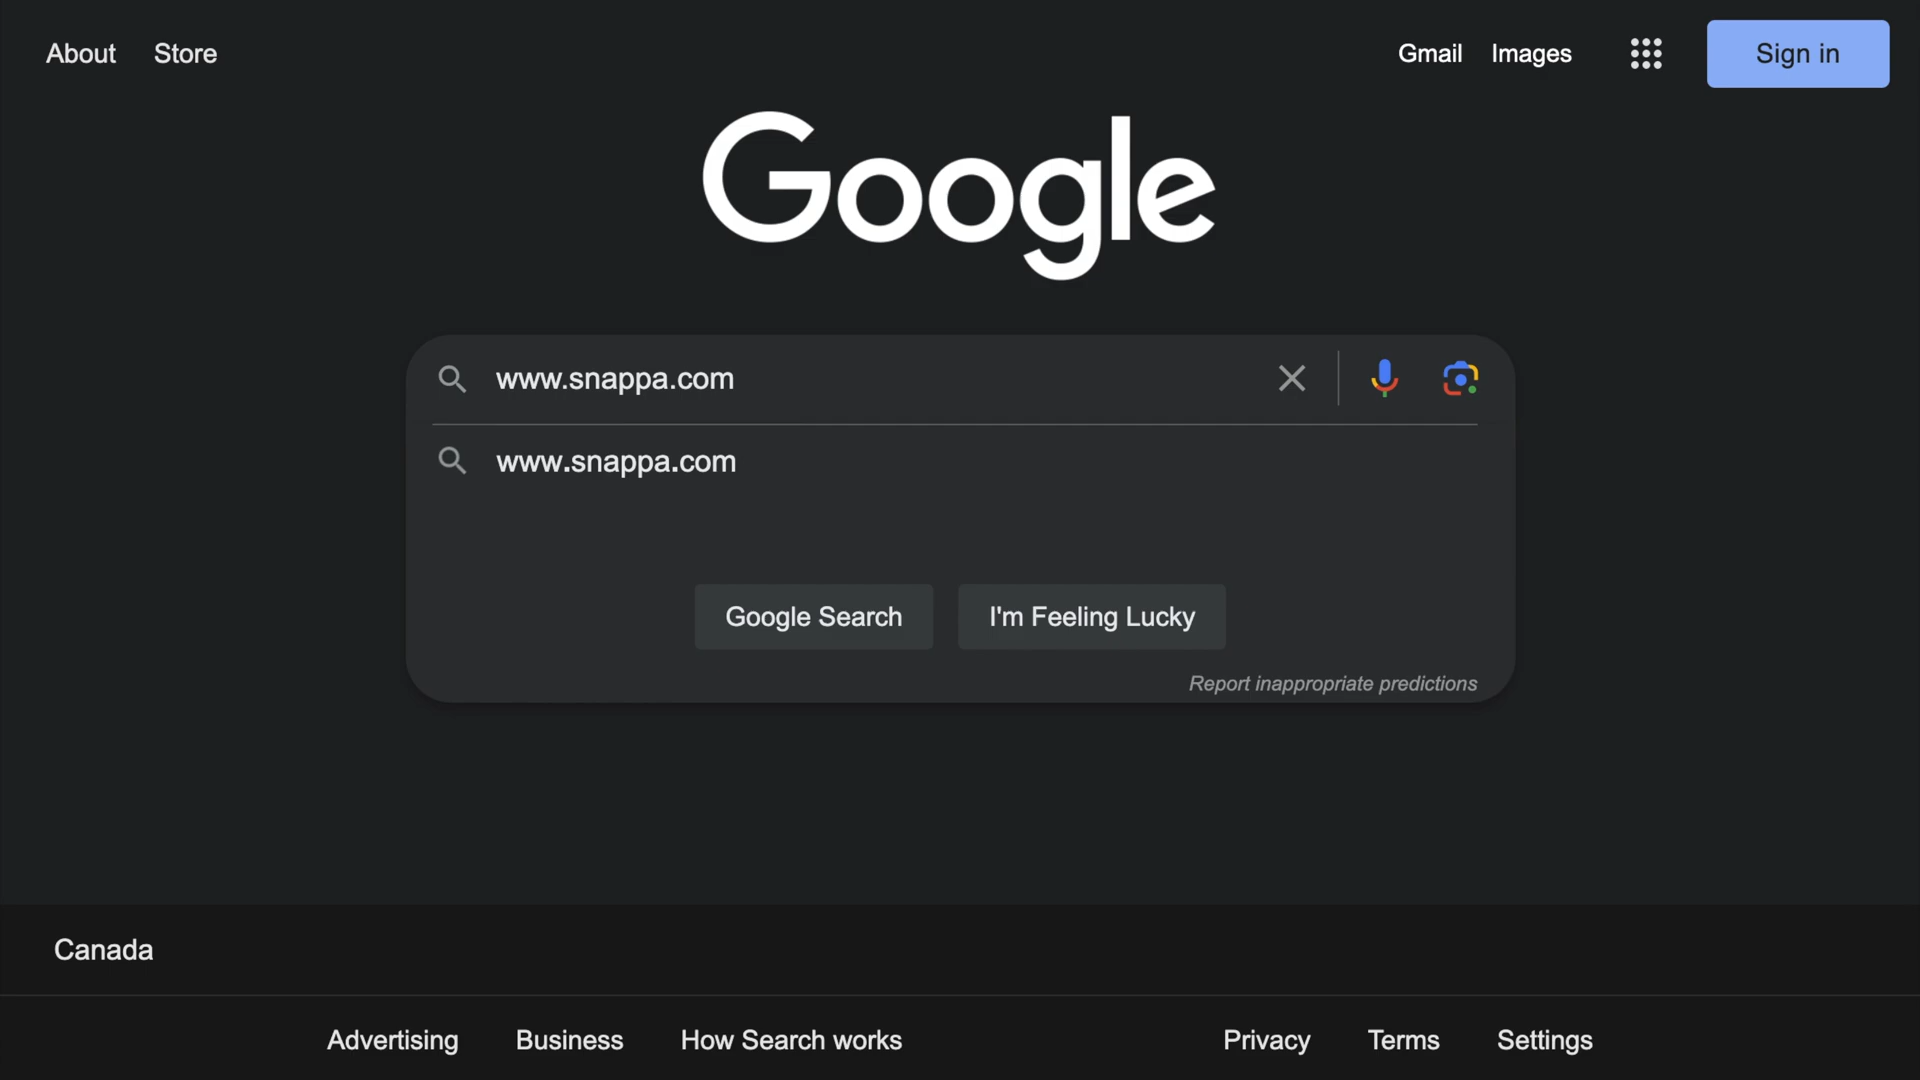 About Store Gmail Images Sign in
Google
www.snappa.com
www.snappa.com
Google Search I'm Feeling Lucky
Report inappropriate predictions
Canada
Advertising Business How Search works Privacy Terms Settings